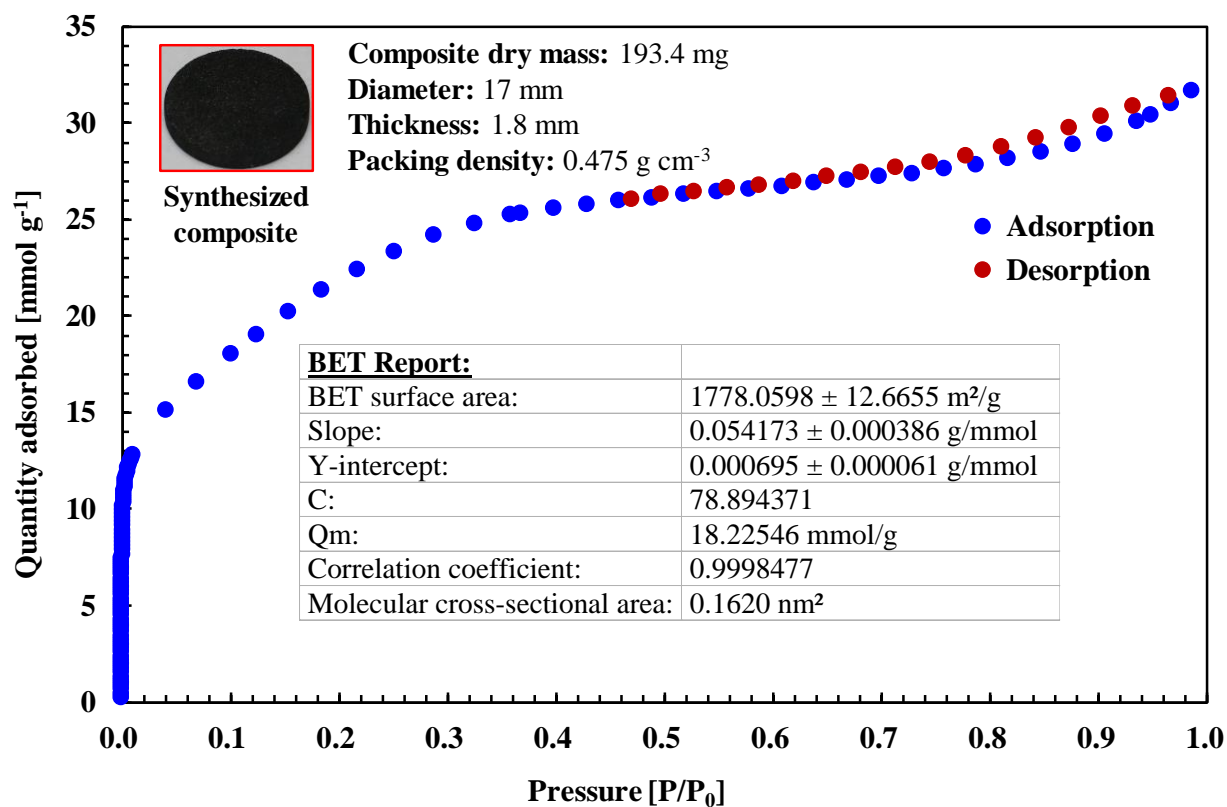 Composite dry mass: 193.4 mg
Diameter: 17 mm
Thickness: 1.8 mm
Packing density: 0.475 g cm⁻³
Synthesized
composite
Adsorption
Desorption
BET Report:
BET surface area: 1778.0598 ± 12.6655 m²/g
Slope: 0.054173 ± 0.000386 g/mmol
Y-intercept: 0.000695 ± 0.000061 g/mmol
C: 78.894371
Qm: 18.22546 mmol/g
Correlation coefficient: 0.9998477
Molecular cross-sectional area: 0.1620 nm²
Quantity adsorbed [mmol g⁻¹]
35
30
25
20
15
10
5
0
0.0 0.1 0.2 0.3 0.4 0.5 0.6 0.7 0.8 0.9 1.0
Pressure [P/P₀]